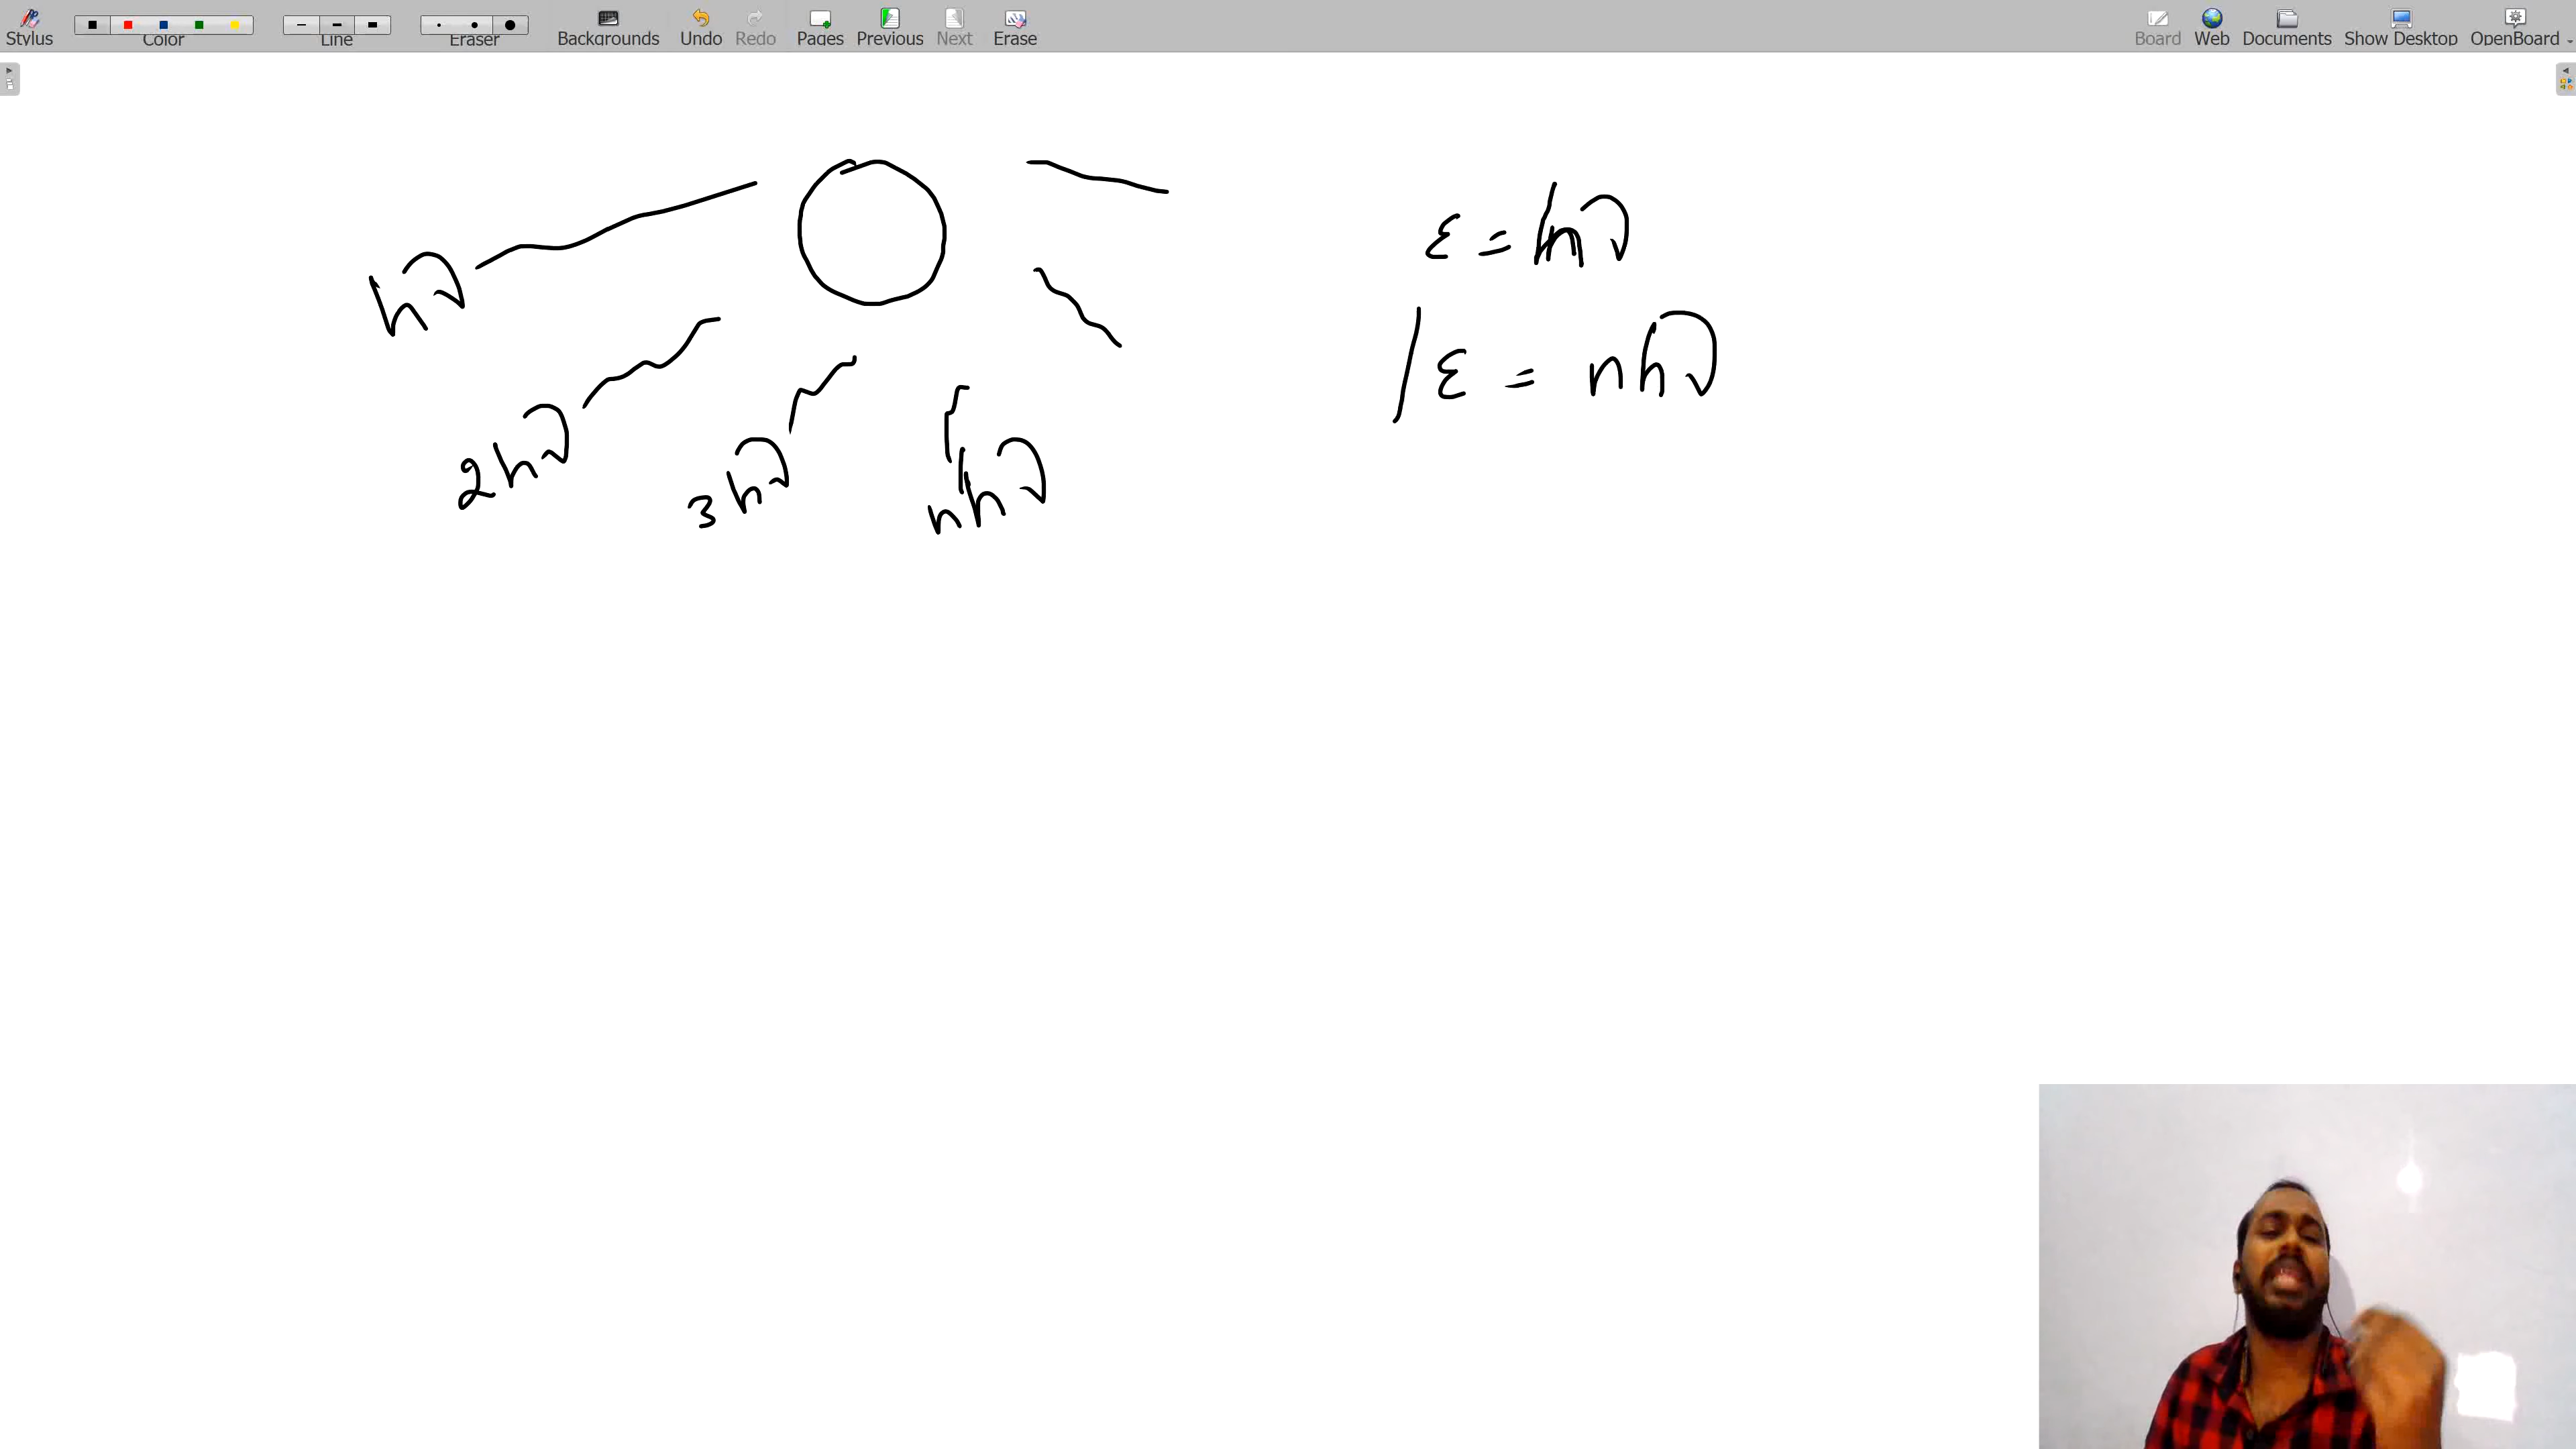 Stylus Color Line Eraser Backgrounds Undo Redo Pages Previous Next Erase Board Web Documents Show Desktop OpenBoard
hν
2hν
3hν
nhν
ε = hν
ε = nhν